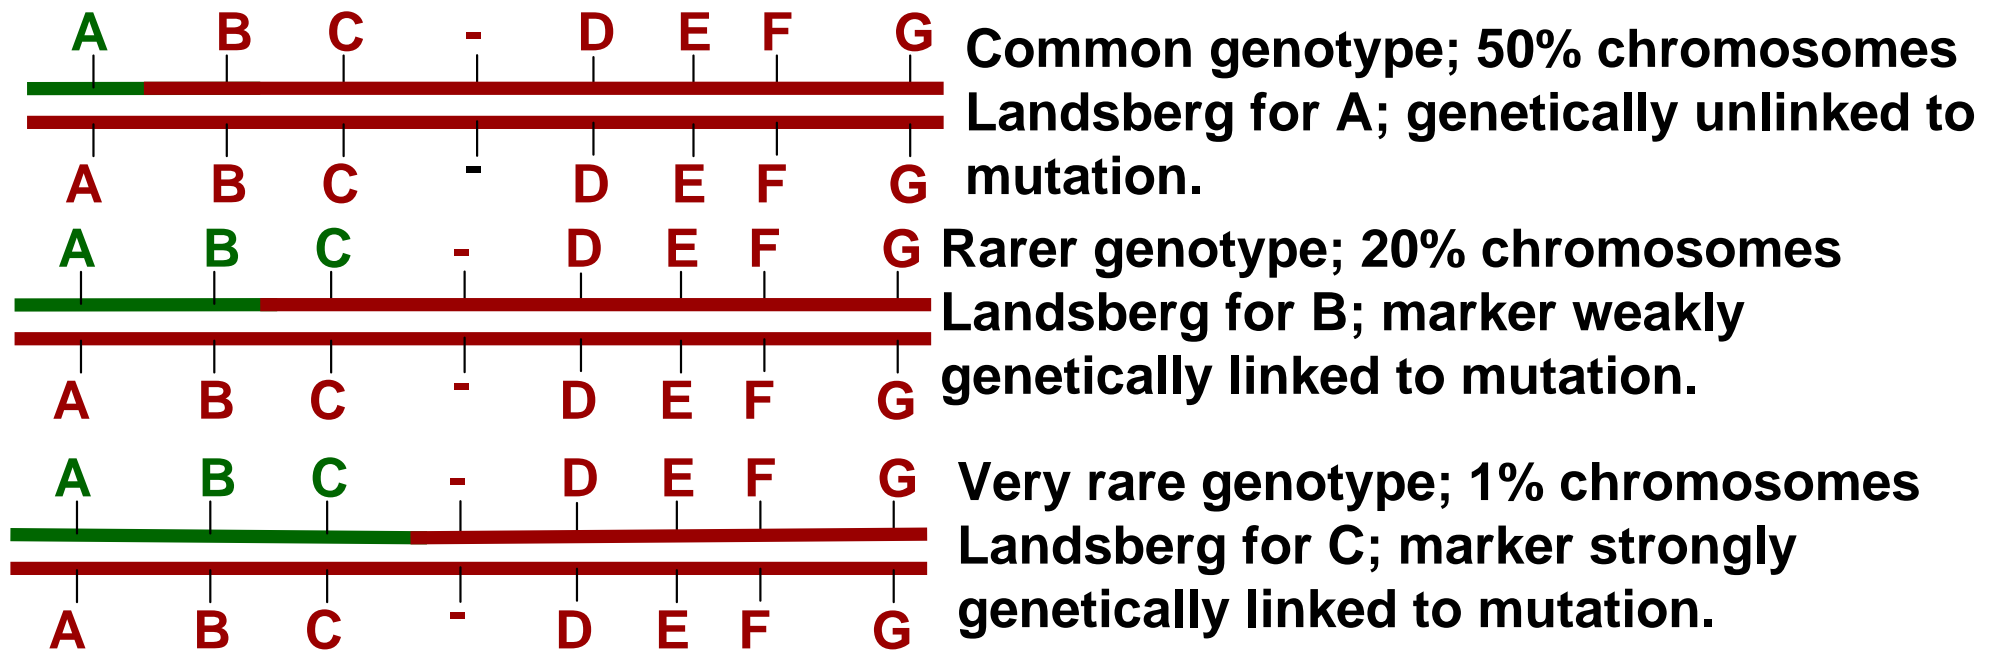 A B C - D E F G
Common genotype; 50% chromosomes
Landsberg for A; genetically unlinked to
mutation.
A B C - D E F G
A B C - D E F G
Rarer genotype; 20% chromosomes
Landsberg for B; marker weakly
genetically linked to mutation.
A B C - D E F G
A B C - D E F G
Very rare genotype; 1% chromosomes
Landsberg for C; marker strongly
genetically linked to mutation.
A B C - D E F G